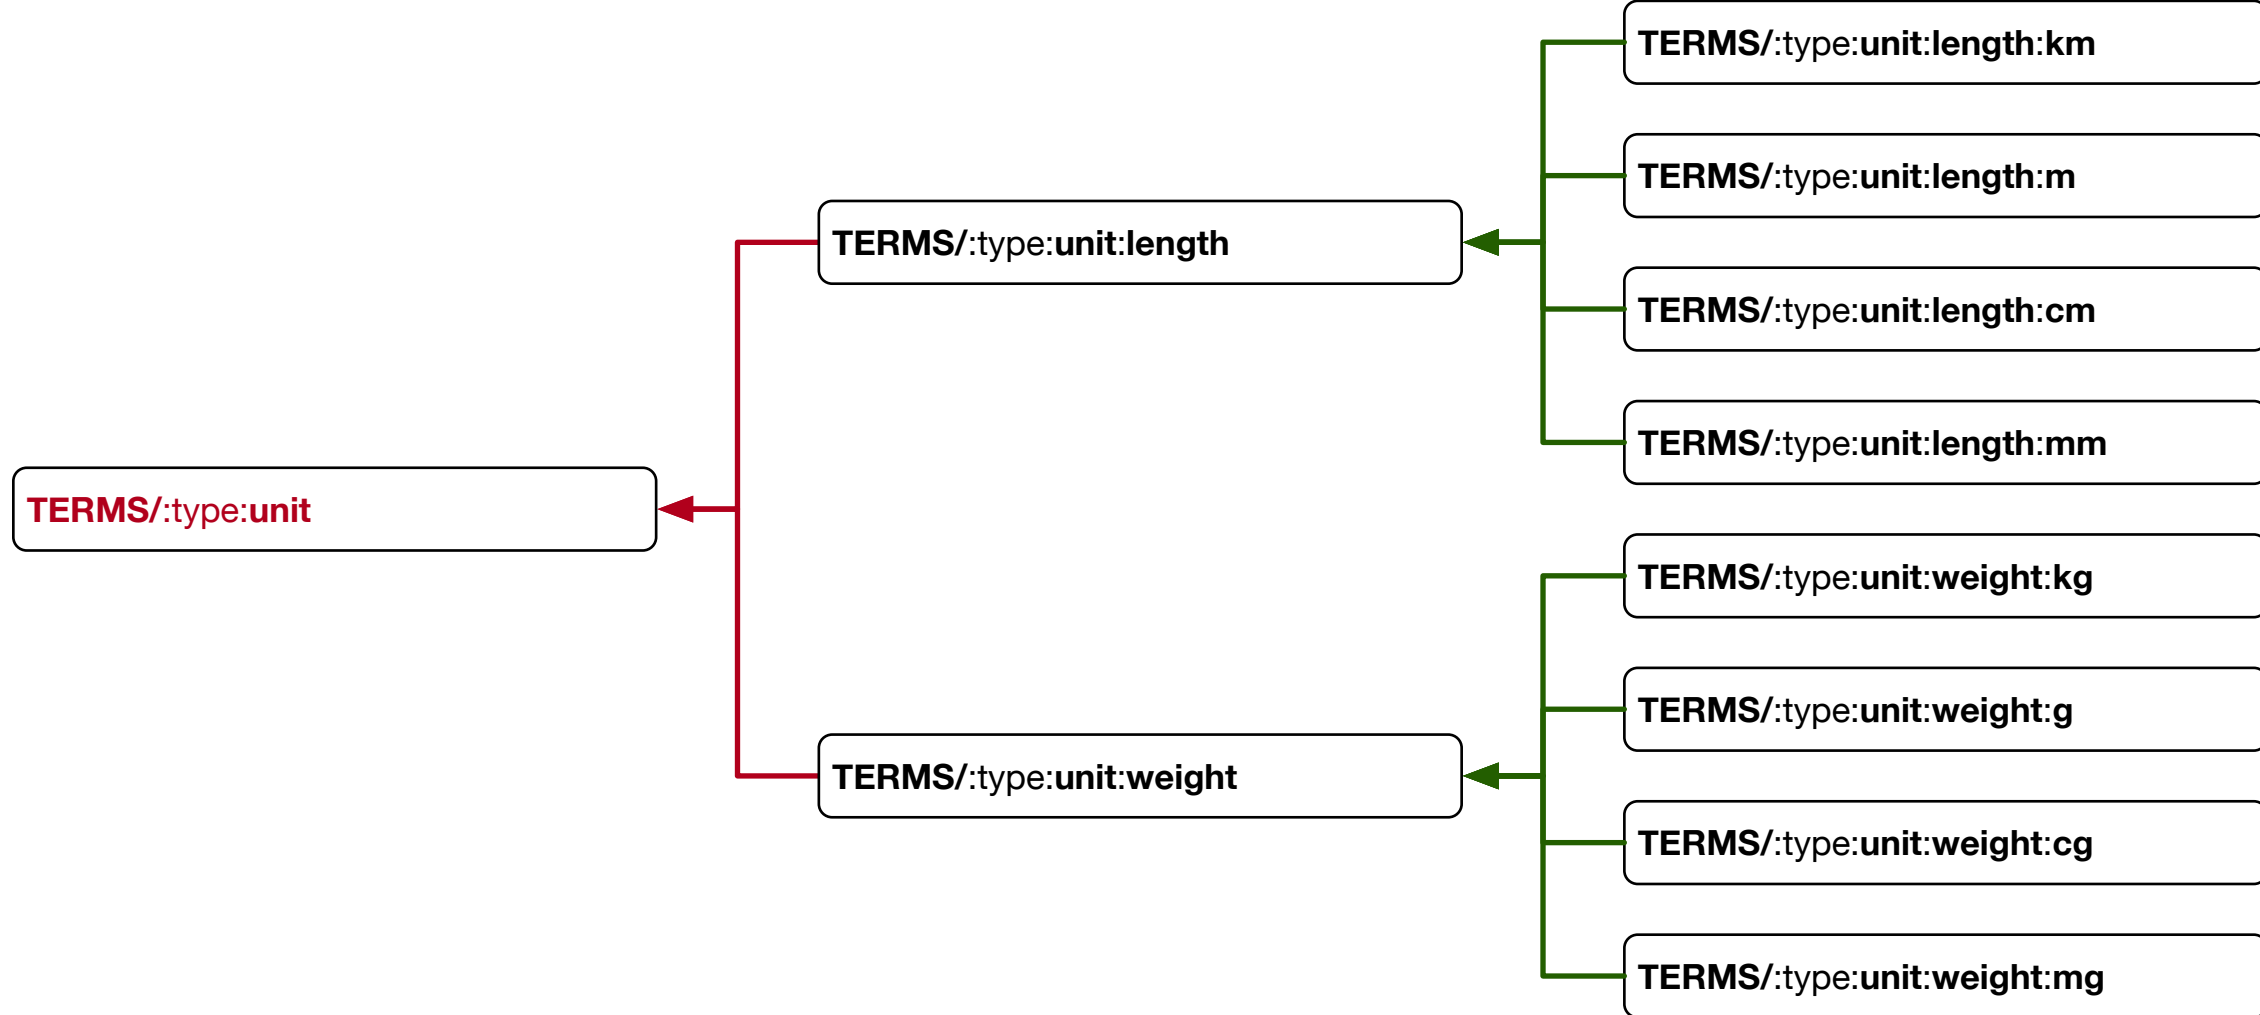 TERMS/:type:unit:length:km
TERMS/:type:unit:length:m
TERMS/:type:unit:length
TERMS/:type:unit:length:cm
TERMS/:type:unit:length:mm
TERMS/:type:unit
TERMS/:type:unit:weight:kg
TERMS/:type:unit:weight:g
TERMS/:type:unit:weight
TERMS/:type:unit:weight:cg
TERMS/:type:unit:weight:mg